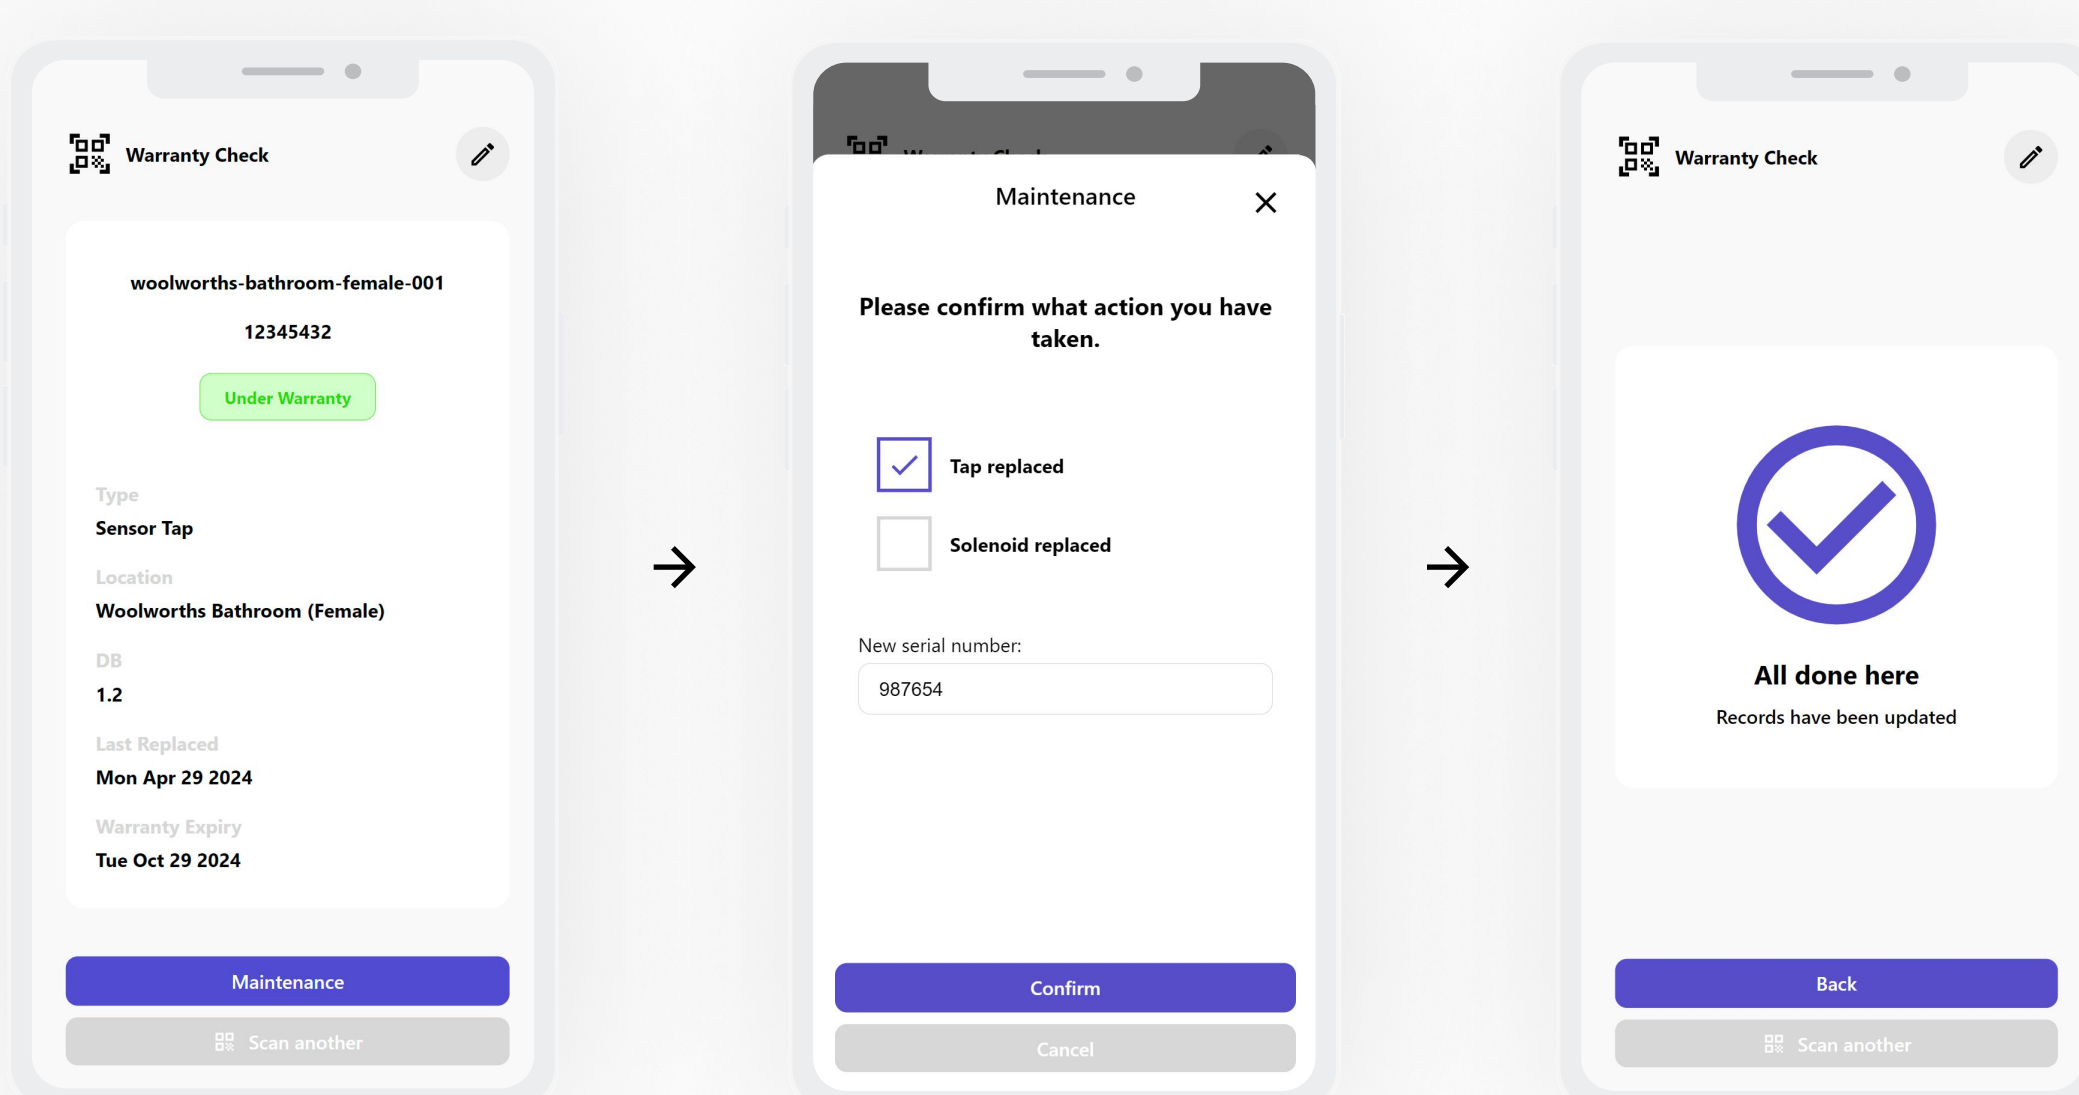 Warranty Check
woolworths-bathroom-female-001
12345432
Under Warranty
Type
Sensor Tap
Location
Woolworths Bathroom (Female)
DB
1.2
Last Replaced
Mon Apr 29 2024
Warranty Expiry
Tue Oct 29 2024
Maintenance
Scan another
Maintenance
Please confirm what action you have
taken.
Tap replaced
Solenoid replaced
New serial number:
987654
Confirm
Cancel
Warranty Check
All done here
Records have been updated
Back
Scan another